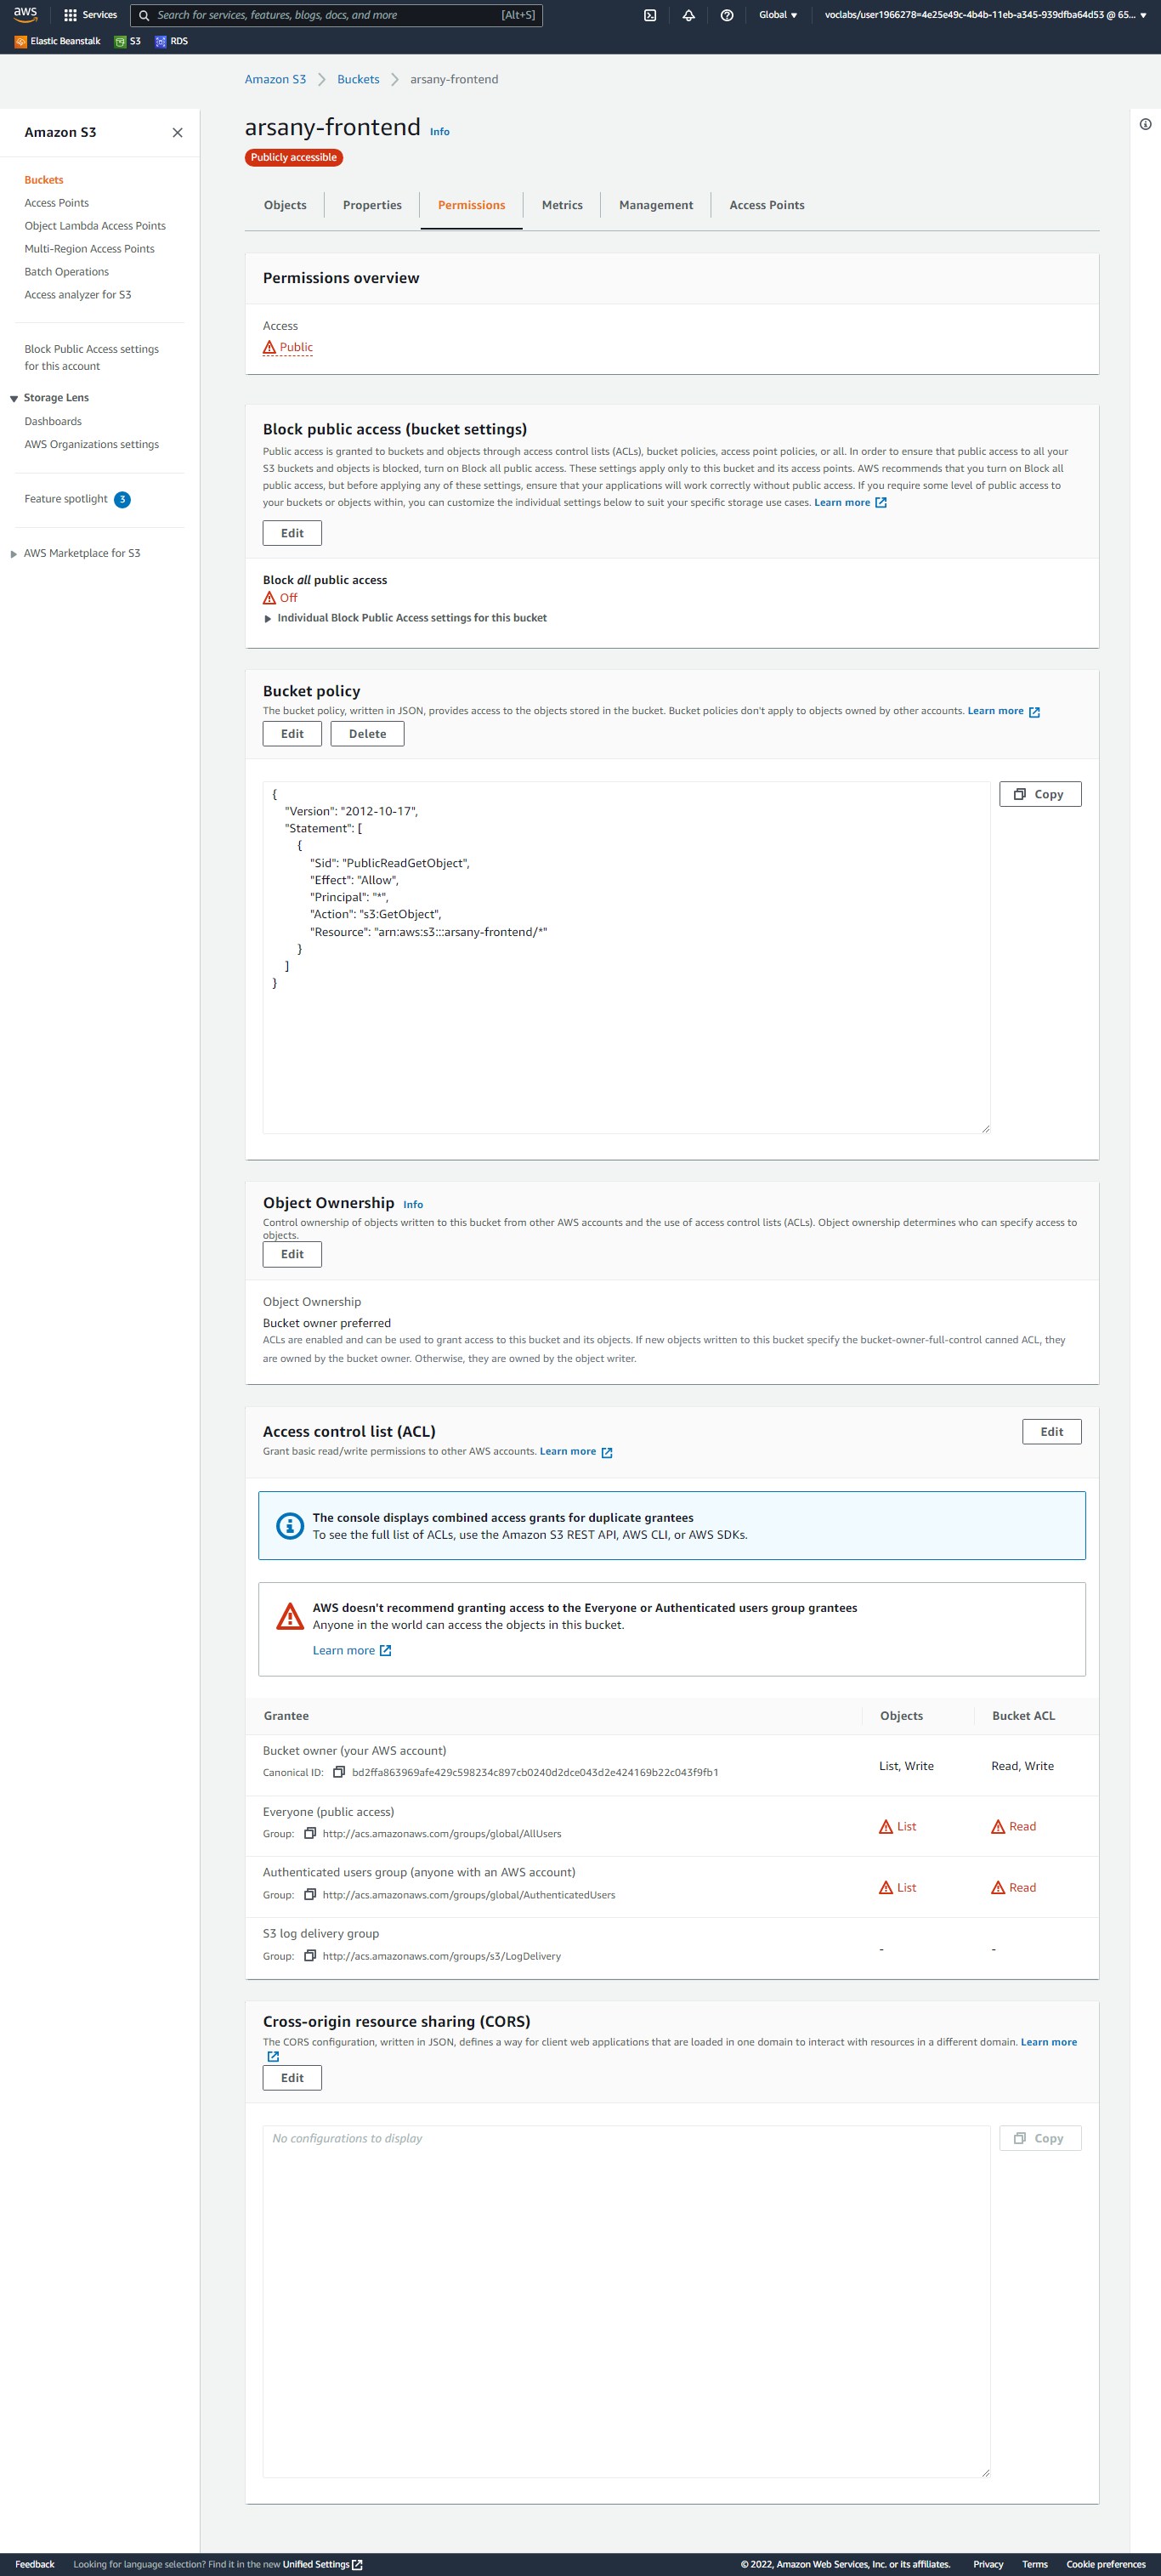 aws
Services
Search for services, features, blogs, docs, and more
[Alt+S]
Global
voclabs/user1966278=4e25e49c-4b4b-11eb-a345-939dfba64d53 @ 65...
Elastic Beanstalk
S3
RDS
Amazon S3
Buckets
arsany-frontend
Amazon S3
Buckets
Access Points
Object Lambda Access Points
Multi-Region Access Points
Batch Operations
Access analyzer for S3
Block Public Access settings
for this account
Storage Lens
Dashboards
AWS Organizations settings
Feature spotlight 3
AWS Marketplace for S3
arsany-frontend Info
Publicly accessible
Objects
Properties
Permissions
Metrics
Management
Access Points
Permissions overview
Access
Public
Block public access (bucket settings)
Public access is granted to buckets and objects through access control lists (ACLs), bucket policies, access point policies, or all. In order to ensure that public access to all your
S3 buckets and objects is blocked, turn on Block all public access. These settings apply only to this bucket and its access points. AWS recommends that you turn on Block all
public access, but before applying any of these settings, ensure that your applications will work correctly without public access. If you require some level of public access to
your buckets or objects within, you can customize the individual settings below to suit your specific storage use cases. Learn more
Edit
Block all public access
Off
Individual Block Public Access settings for this bucket
Bucket policy
The bucket policy, written in JSON, provides access to the objects stored in the bucket. Bucket policies don't apply to objects owned by other accounts. Learn more
Edit
Delete
Copy
{
"Version": "2012-10-17",
"Statement": [
{
"Sid": "PublicReadGetObject",
"Effect": "Allow",
"Principal": "*",
"Action": "s3:GetObject",
"Resource": "arn:aws:s3:::arsany-frontend/*"
}
]
}
Object Ownership Info
Control ownership of objects written to this bucket from other AWS accounts and the use of access control lists (ACLs). Object ownership determines who can specify access to
objects.
Edit
Object Ownership
Bucket owner preferred
ACLs are enabled and can be used to grant access to this bucket and its objects. If new objects written to this bucket specify the bucket-owner-full-control canned ACL, they
are owned by the bucket owner. Otherwise, they are owned by the object writer.
Access control list (ACL)
Edit
Grant basic read/write permissions to other AWS accounts. Learn more
The console displays combined access grants for duplicate grantees
To see the full list of ACLs, use the Amazon S3 REST API, AWS CLI, or AWS SDKs.
AWS doesn't recommend granting access to the Everyone or Authenticated users group grantees
Anyone in the world can access the objects in this bucket.
Learn more
Grantee
Objects
Bucket ACL
Bucket owner (your AWS account)
Canonical ID: bd2ffa863969afe429c598234c897cb0240d2dce043d2e424169b22c043f9fb1
List, Write
Read, Write
Everyone (public access)
Group: http://acs.amazonaws.com/groups/global/AllUsers
List
Read
Authenticated users group (anyone with an AWS account)
Group: http://acs.amazonaws.com/groups/global/AuthenticatedUsers
List
Read
S3 log delivery group
Group: http://acs.amazonaws.com/groups/s3/LogDelivery
-
-
Cross-origin resource sharing (CORS)
The CORS configuration, written in JSON, defines a way for client web applications that are loaded in one domain to interact with resources in a different domain. Learn more
Edit
No configurations to display
Copy
Feedback
Looking for language selection? Find it in the new Unified Settings
© 2022, Amazon Web Services, Inc. or its affiliates.
Privacy
Terms
Cookie preferences